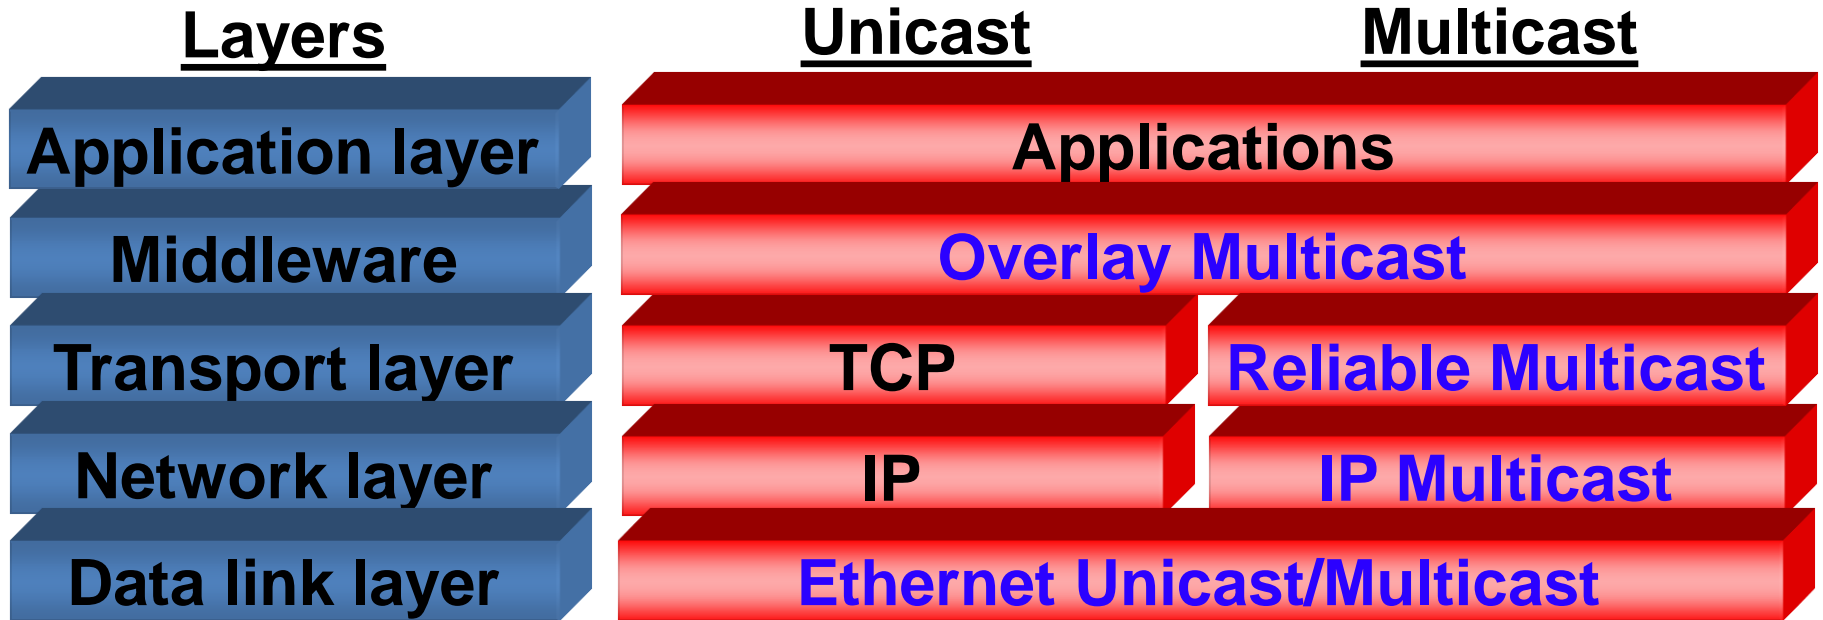 Layers Unicast Multicast
Application layer Applications
Middleware Overlay Multicast
Transport layer TCP Reliable Multicast
Network layer IP IP Multicast
Data link layer Ethernet Unicast/Multicast